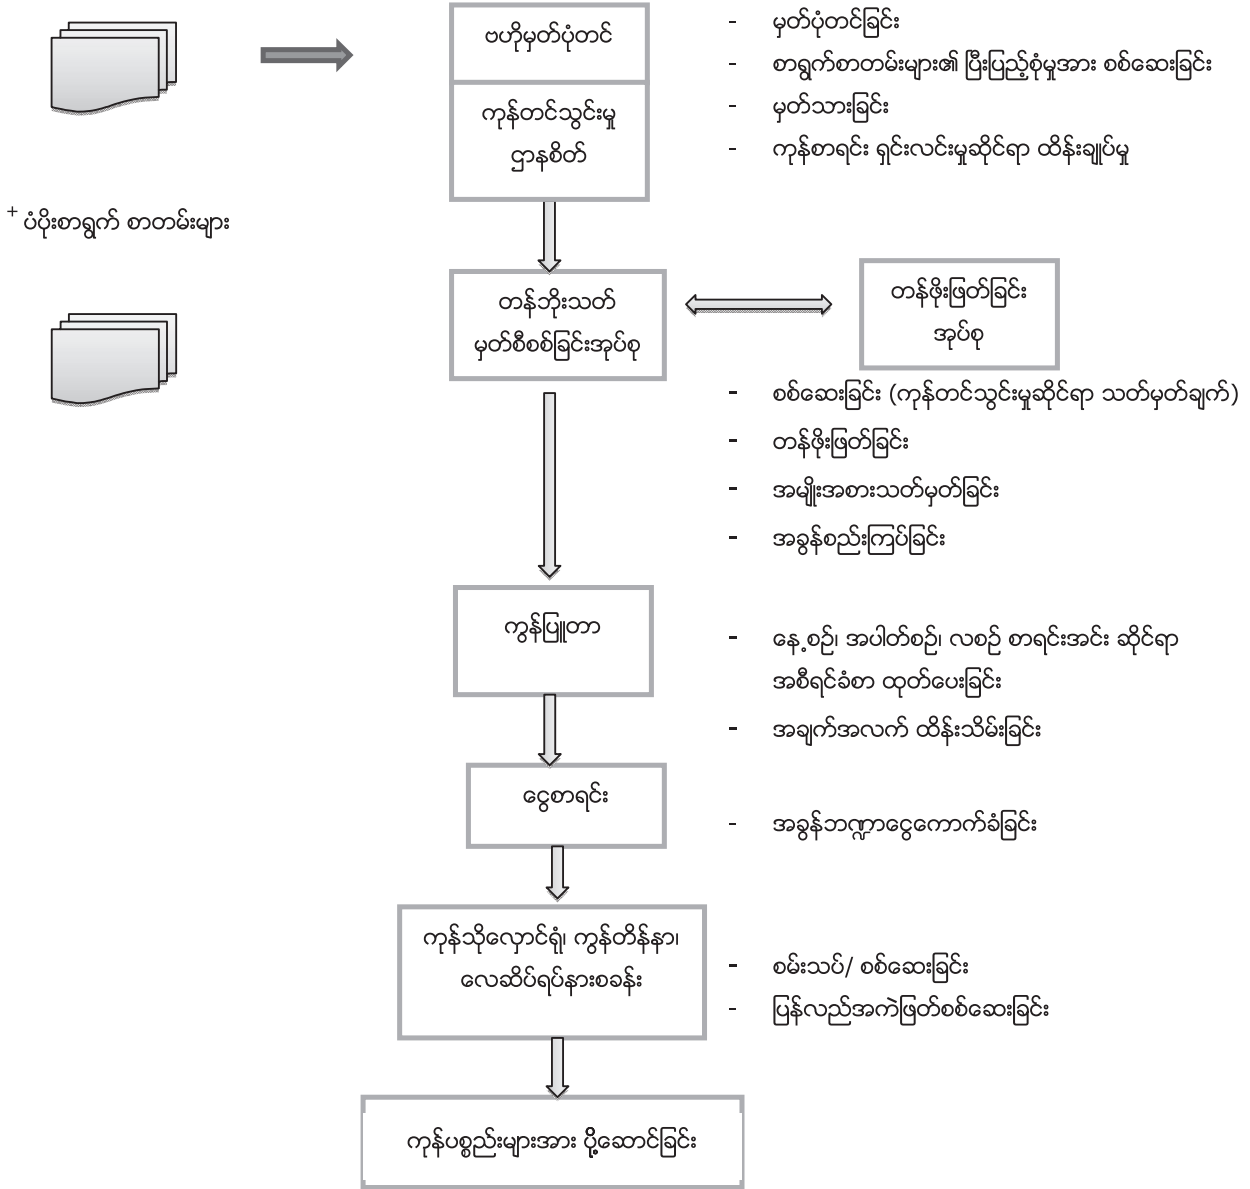 ဗဟိုမှတ်ပုံတင်
ကုန်တင်သွင်းမှု
ဌာနစိတ်
- မှတ်ပုံတင်ခြင်း
- စာရွက်စာတမ်းများ၏ ပြီးပြည့်စုံမှုအား စစ်ဆေးခြင်း
- မှတ်သားခြင်း
- ကုန်စာရင်း ရှင်းလင်းမှုဆိုင်ရာ ထိန်းချုပ်မှု
+ ပံပိုးစာရွက် စာတမ်းများ
တန်ဘိုးသတ်
မှတ်စီစစ်ခြင်းအုပ်စု
တန်ဖိုးဖြတ်ခြင်း
အုပ်စု
- စစ်ဆေးခြင်း (ကုန်တင်သွင်းမှုဆိုင်ရာ သတ်မှတ်ချက်)
- တန်ဖိုးဖြတ်ခြင်း
- အမျိုးအစားသတ်မှတ်ခြင်း
- အခွန်စည်းကြပ်ခြင်း
ကွန်ပြူတာ
- နေ့စဉ်၊ အပါတ်စဉ်၊ လစဉ် စာရင်းအင်း ဆိုင်ရာ
အစီရင်ခံစာ ထုတ်ပေးခြင်း
- အချက်အလက် ထိန်းသိမ်းခြင်း
ငွေစာရင်း
- အခွန်ဘဏ္ဍာငွေကောက်ခံခြင်း
ကုန်သိုလှောင်ရုံ၊ ကွန်တိန်နာ၊
လေဆိပ်ရပ်နားစခန်း
- စမ်းသပ်/ စစ်ဆေးခြင်း
- ပြန်လည်အကဲဖြတ်စစ်ဆေးခြင်း
ကုန်ပစ္စည်းများအား ပို့ဆောင်ခြင်း